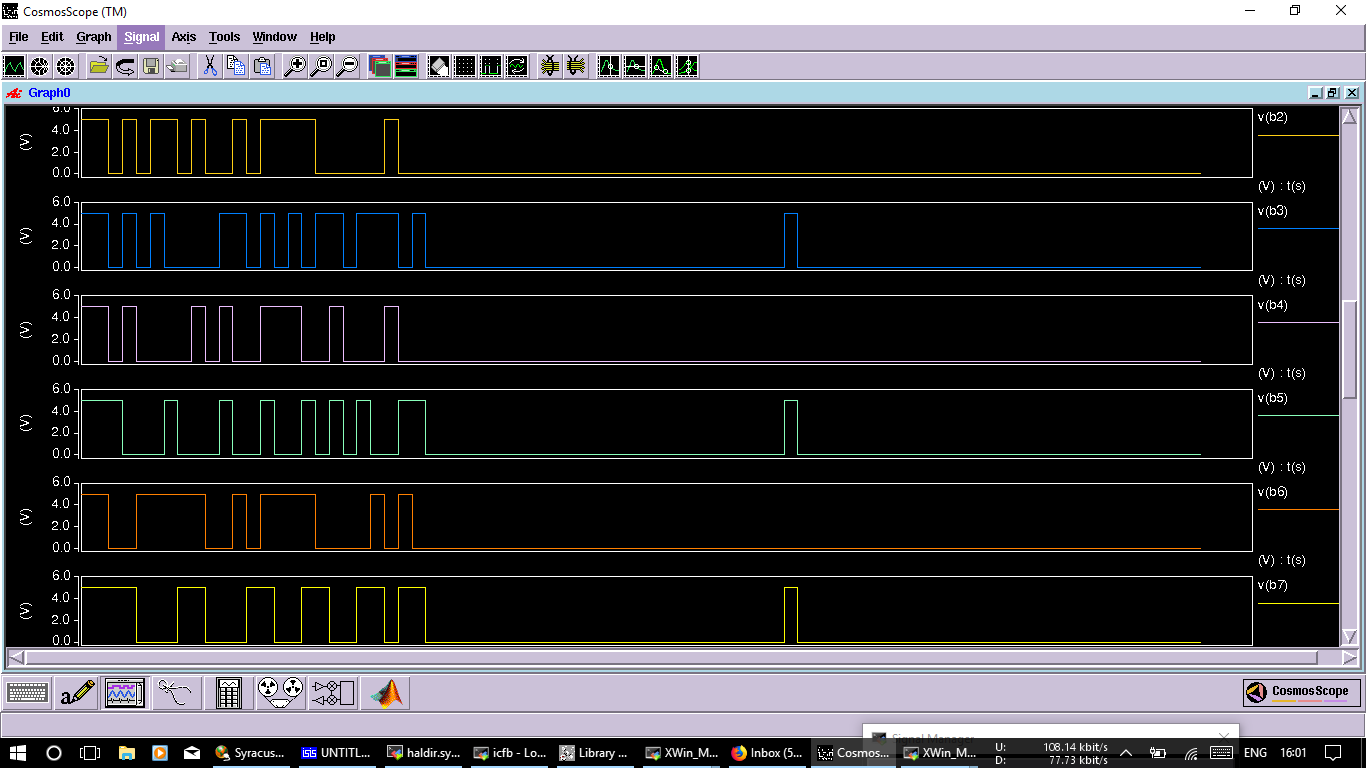 CosmosScope (TM)
File Edit Graph Signal Axis Tools Window Help
Graph0
6.0
4.0
2.0
0.0
(V)
v(b2)
(V) : t(s)
6.0
4.0
2.0
0.0
(V)
v(b3)
(V) : t(s)
6.0
4.0
2.0
0.0
(V)
v(b4)
(V) : t(s)
6.0
4.0
2.0
0.0
(V)
v(b5)
(V) : t(s)
6.0
4.0
2.0
0.0
(V)
v(b6)
(V) : t(s)
6.0
4.0
2.0
0.0
(V)
v(b7)
a
CosmosScope
Signal Manager
Syracus... UNTITL... haldir.sy... icfb - Lo... Library ... XWin_M... Inbox (5... Cosmos... XWin_M...
U: 108.14 kbit/s
D: 77.73 kbit/s
ENG 16:01